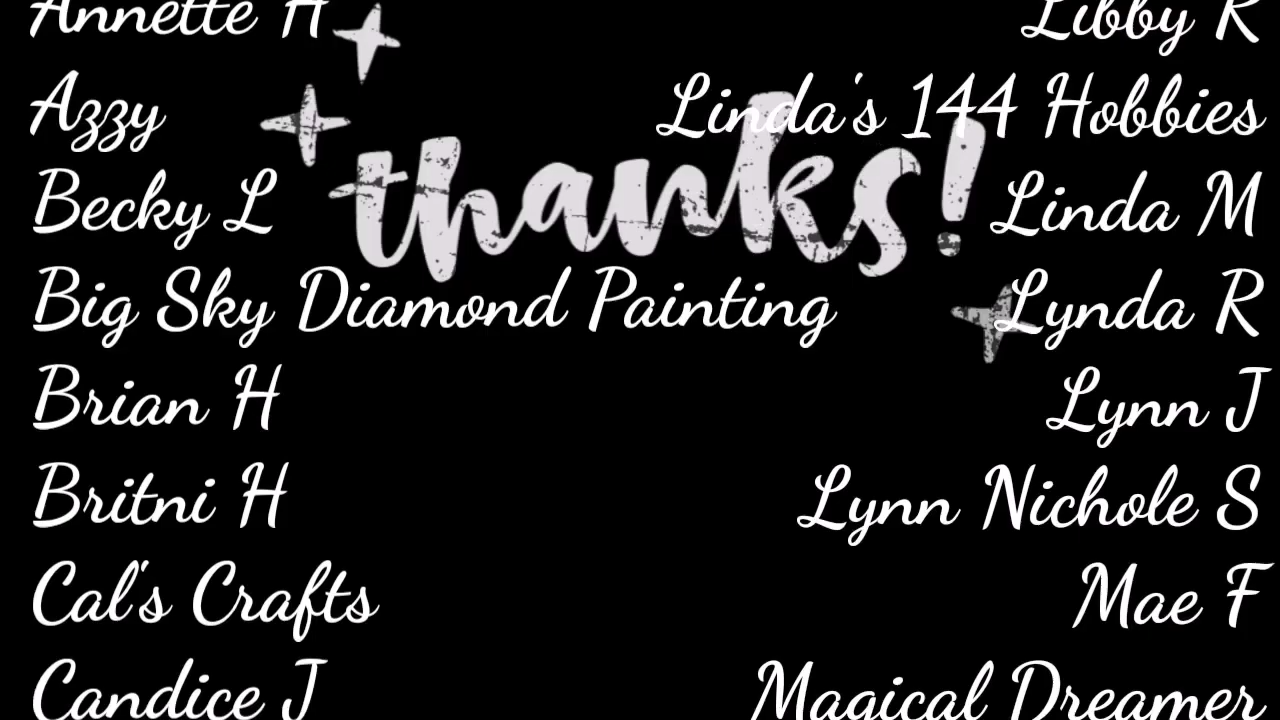 Annette H
Azzy
Becky L
Big Sky Diamond Painting
Brian H
Britni H
Cal's Crafts
Candice J
thanks!
Libby R
Linda's 144 Hobbies
Linda M
Lynda R
Lynn J
Lynn Nichole S
Mae F
Magical Dreamer